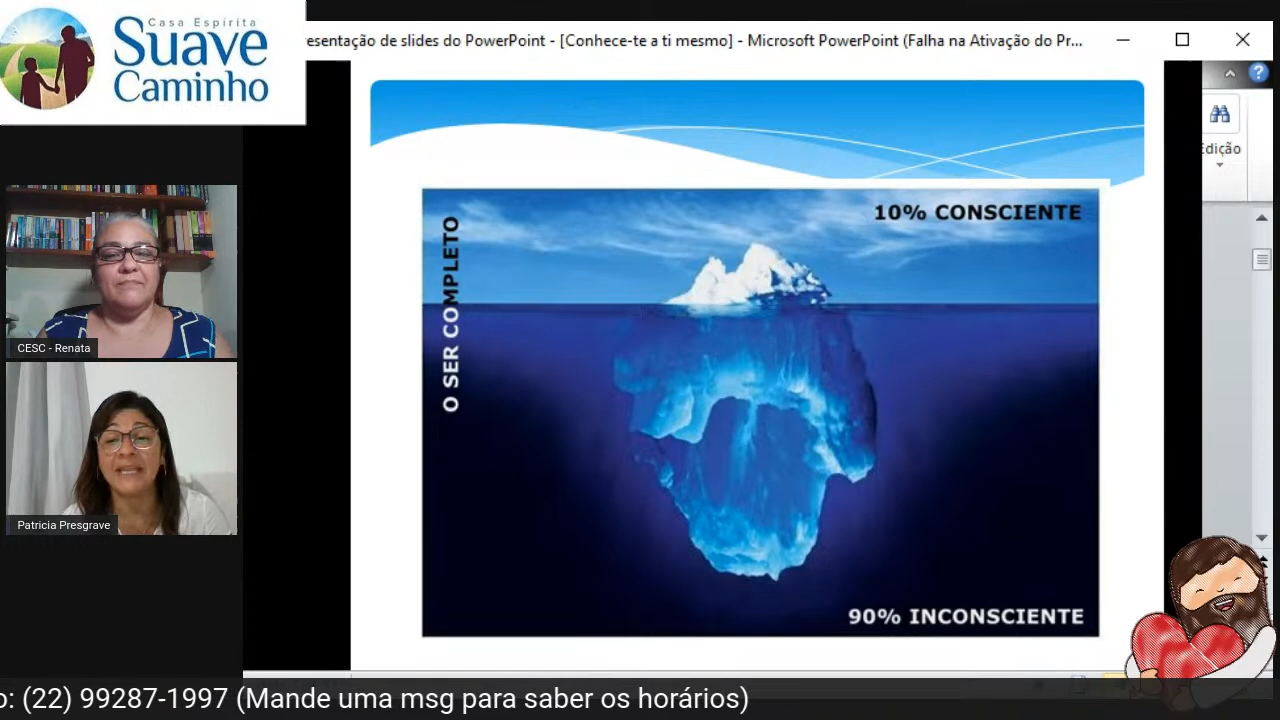 Casa Espírita
Suave
Caminho
esentação de slides do PowerPoint - [Conhece-te a ti mesmo] - Microsoft PowerPoint (Falha na Ativação do Pr...
?
dição
10% CONSCIENTE
O SER COMPLETO
CESC - Renata
Patricia Presgrave
90% INCONSCIENTE
o: (22) 99287-1997 (Mande uma msg para saber os horários)